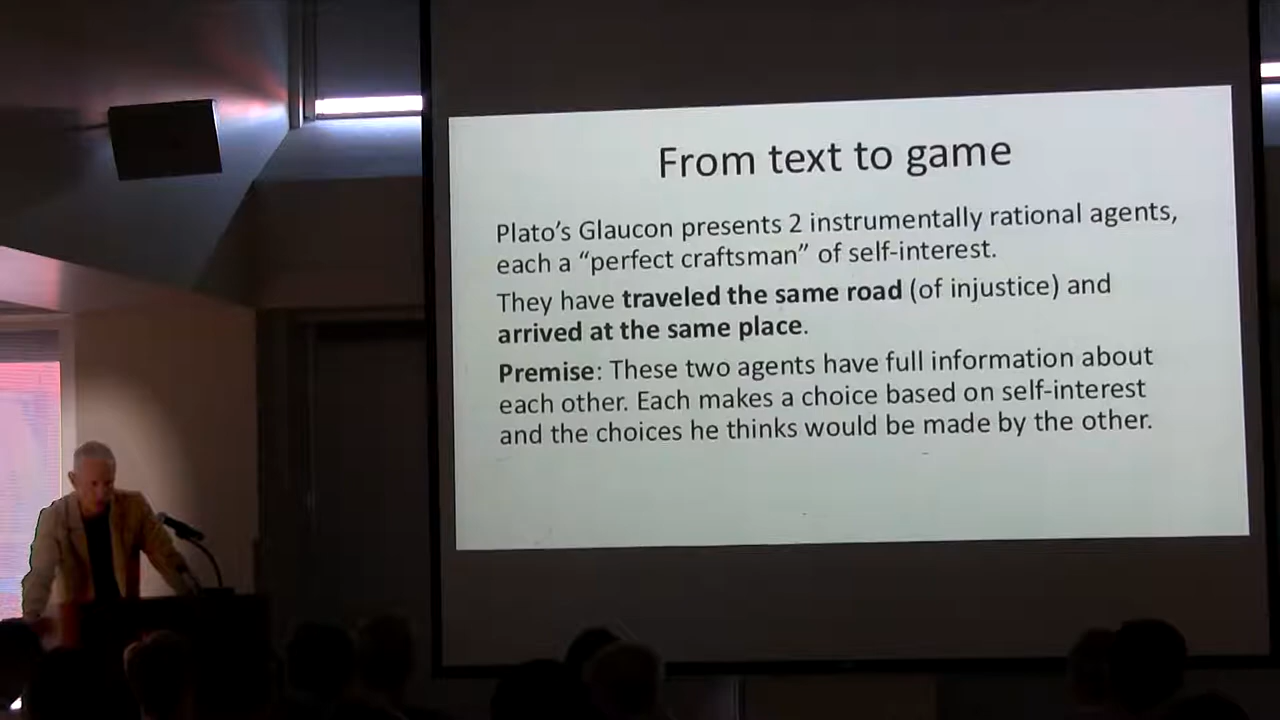 From text to game
Plato's Glaucon presents 2 instrumentally rational agents,
each a “perfect craftsman” of self-interest.
They have traveled the same road (of injustice) and
arrived at the same place.
Premise: These two agents have full information about
each other. Each makes a choice based on self-interest
and the choices he thinks would be made by the other.